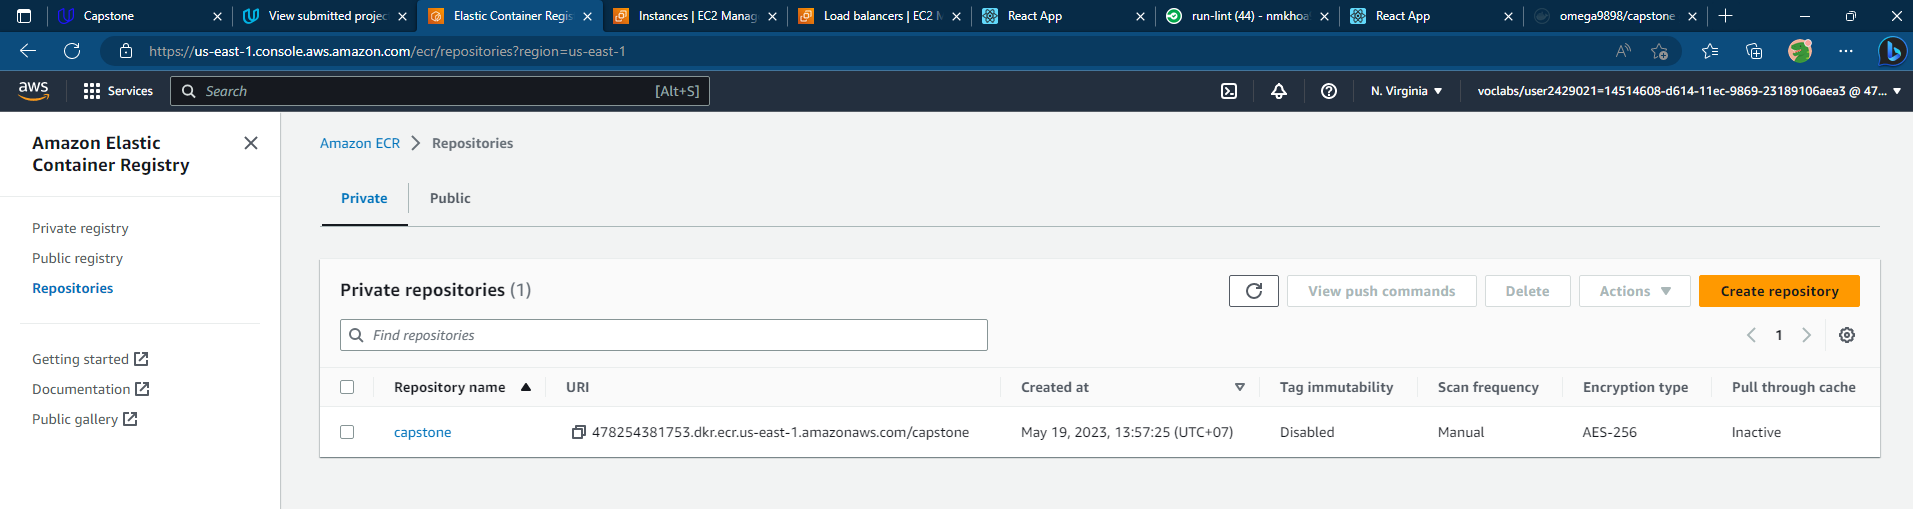 Capstone
View submitted projec
Elastic Container Regis
Instances | EC2 Manag
Load balancers | EC2 M
React App
run-lint (44) - nmkhoa
React App
omega9898/capstone
https://us-east-1.console.aws.amazon.com/ecr/repositories?region=us-east-1
aws
Services
Search
[Alt+S]
N. Virginia
voclabs/user2429021=14514608-d614-11ec-9869-23189106aea3 @ 47...
Amazon Elastic
Container Registry
Private registry
Public registry
Repositories
Getting started
Documentation
Public gallery
Amazon ECR > Repositories
Private
Public
Private repositories (1)
View push commands
Delete
Actions
Create repository
Find repositories
1
Repository name
URI
Created at
Tag immutability
Scan frequency
Encryption type
Pull through cache
capstone
478254381753.dkr.ecr.us-east-1.amazonaws.com/capstone
May 19, 2023, 13:57:25 (UTC+07)
Disabled
Manual
AES-256
Inactive